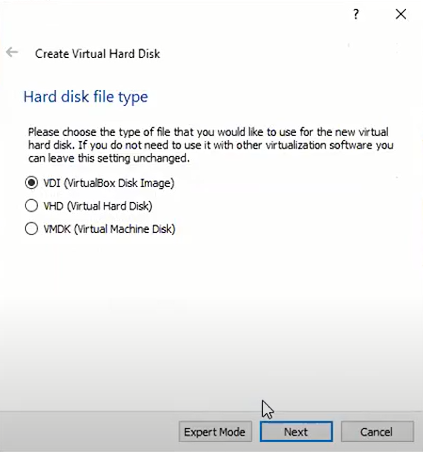 ?
Create Virtual Hard Disk
Hard disk file type
Please choose the type of file that you would like to use for the new virtual
hard disk. If you do not need to use it with other virtualization software you
can leave this setting unchanged.
VDI (VirtualBox Disk Image)
VHD (Virtual Hard Disk)
VMDK (Virtual Machine Disk)
Expert Mode Next Cancel